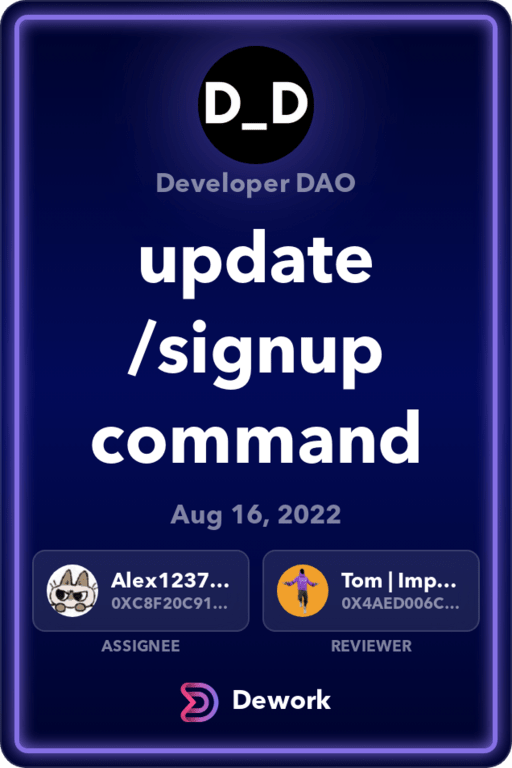 D_D
Developer DAO
update
/signup
command
Aug 16, 2022
Alex1237...
0XC8F20C91...
ASSIGNEE
Tom | Imp...
0X4AED006C...
REVIEWER
Dework